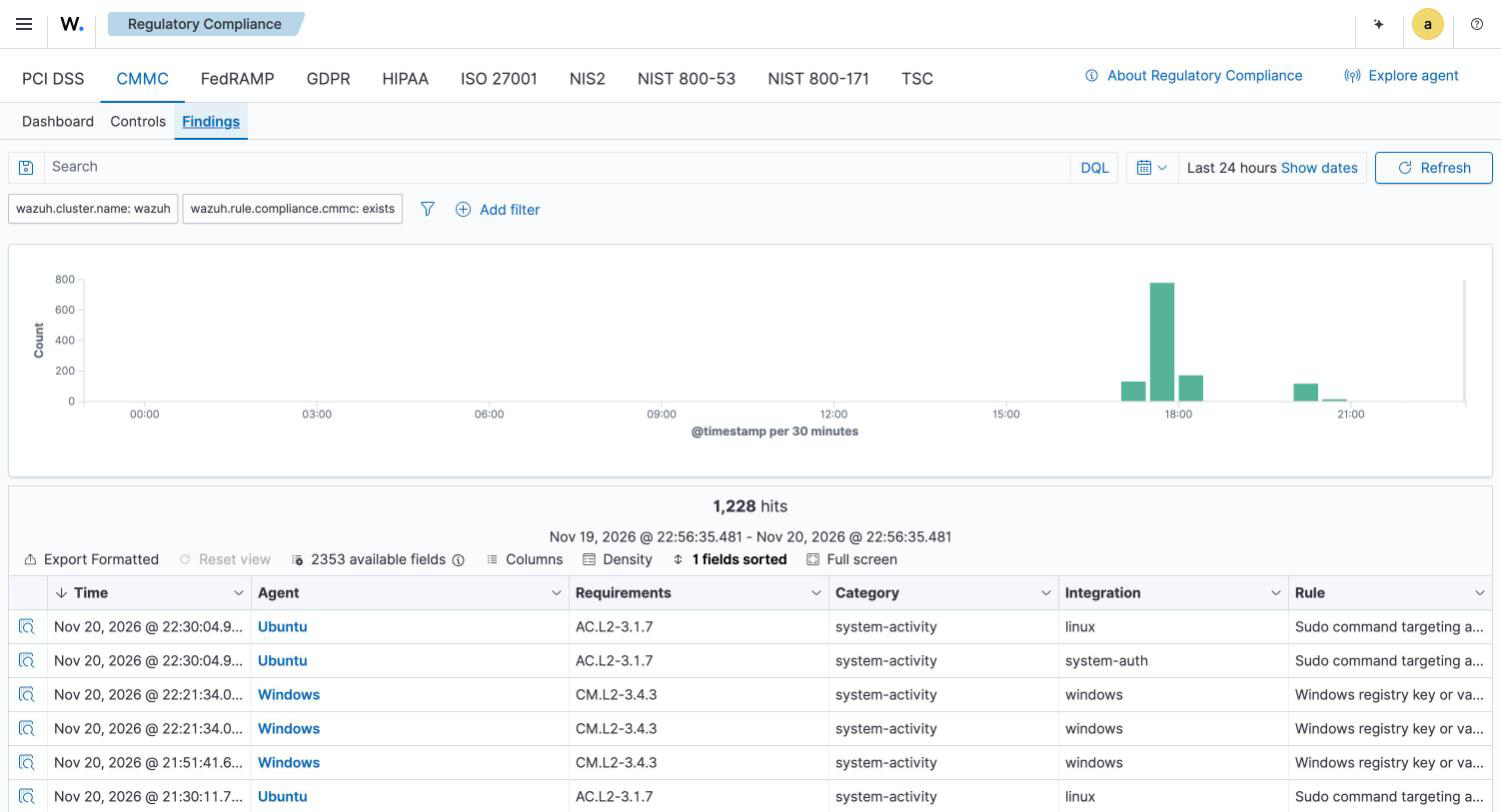 W. Regulatory Compliance a
PCI DSS CMMC FedRAMP GDPR HIPAA ISO 27001 NIS2 NIST 800-53 NIST 800-171 TSC About Regulatory Compliance Explore agent
Dashboard Controls Findings
Search DQL Last 24 hours Show dates Refresh
wazuh.cluster.name: wazuh wazuh.rule.compliance.cmmc: exists Add filter
800
600
400
200
0
Count
00:00 03:00 06:00 09:00 12:00 15:00 18:00 21:00
@timestamp per 30 minutes
1,228 hits
Nov 19, 2026 @ 22:56:35.481 - Nov 20, 2026 @ 22:56:35.481
Export Formatted Reset view 2353 available fields Columns Density 1 fields sorted Full screen
Time Agent Requirements Category Integration Rule
Nov 20, 2026 @ 22:30:04.9... Ubuntu AC.L2-3.1.7 system-activity linux Sudo command targeting a...
Nov 20, 2026 @ 22:30:04.9... Ubuntu AC.L2-3.1.7 system-activity system-auth Sudo command targeting a...
Nov 20, 2026 @ 22:21:34.0... Windows CM.L2-3.4.3 system-activity windows Windows registry key or va...
Nov 20, 2026 @ 22:21:34.0... Windows CM.L2-3.4.3 system-activity windows Windows registry key or va...
Nov 20, 2026 @ 21:51:41.6... Windows CM.L2-3.4.3 system-activity windows Windows registry key or va...
Nov 20, 2026 @ 21:30:11.7... Ubuntu AC.L2-3.1.7 system-activity linux Sudo command targeting a...